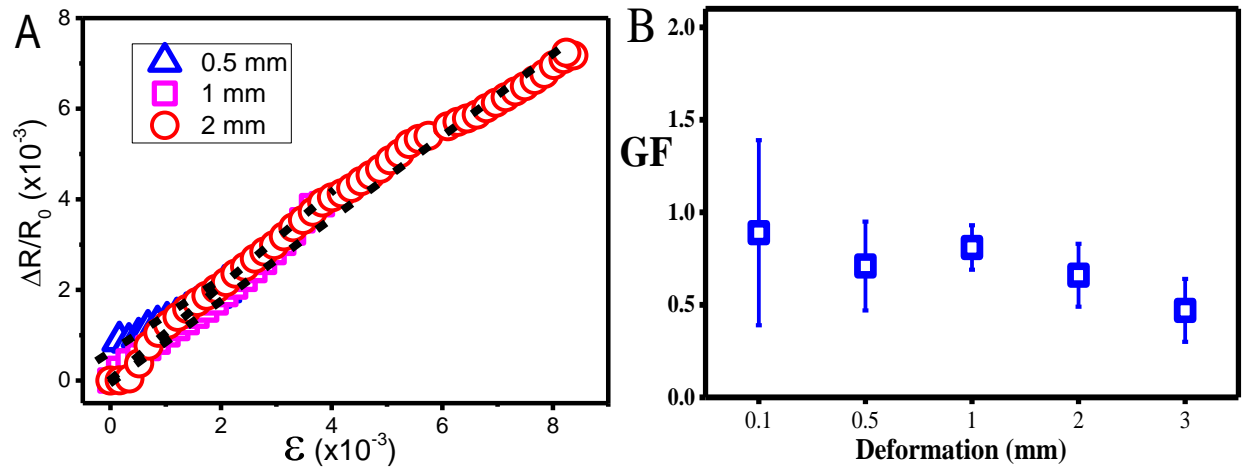 A
0.5 mm
1 mm
2 mm
ΔR/R0 (x10-3)
8
6
4
2
0
0 2 4 6 8
ε (x10-3)
B
GF
2.0
1.5
1.0
0.5
0.0
0.1 0.5 1 2 3
Deformation (mm)